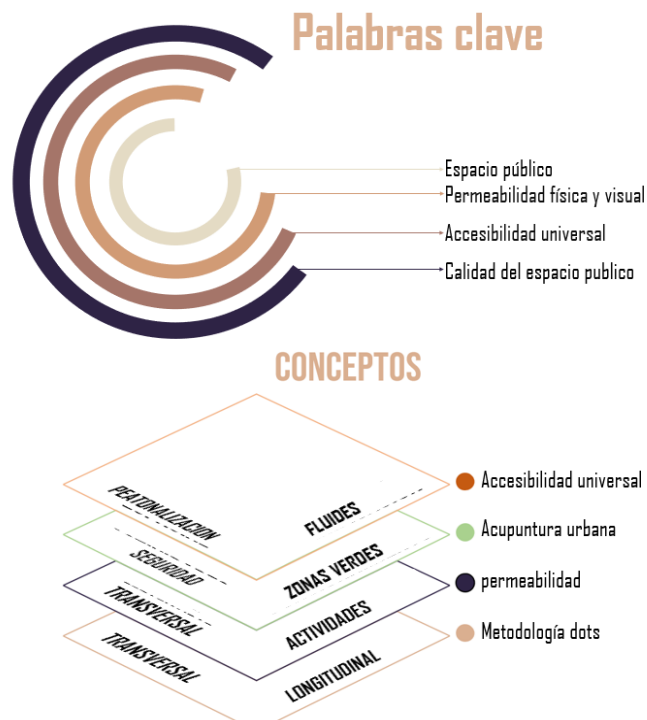 Palabras clave
Espacio público
Permeabilidad física y visual
Accesibilidad universal
Calidad del espacio publico
CONCEPTOS
PEATONALIZACION
FLUIDES
Accesibilidad universal
SEGURIDAD
ZONAS VERDES
Acupuntura urbana
TRANSVERSAL
ACTIVIDADES
permeabilidad
TRANSVERSAL
LONGITUDINAL
Metodología dots